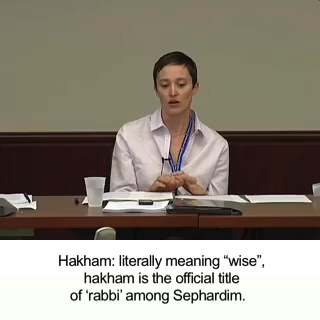 Hakham: literally meaning “wise”,
hakham is the official title
of ‘rabbi’ among Sephardim.